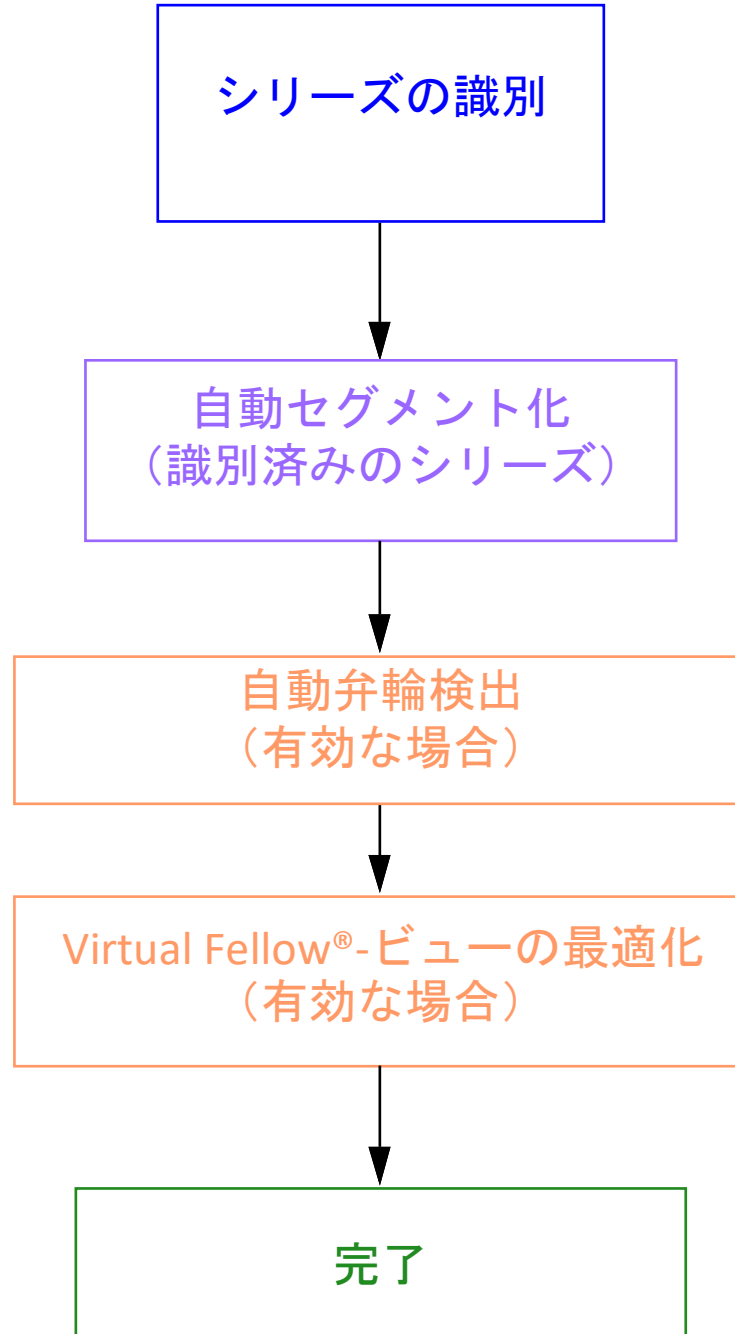 シリーズの識別
自動セグメント化
（識別済みのシリーズ）
自動弁輪検出
（有効な場合）
Virtual Fellow®-ビューの最適化
（有効な場合）
完了